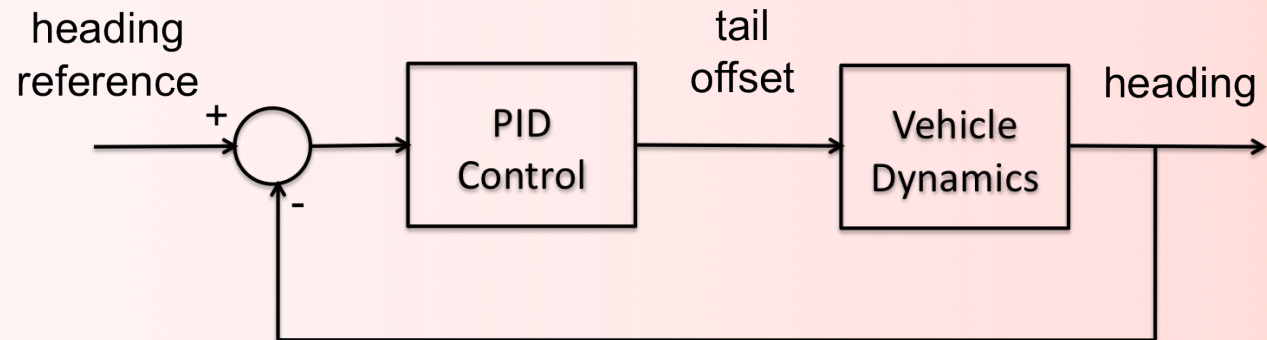 heading
reference
+
-
PID
Control
tail
offset
Vehicle
Dynamics
heading